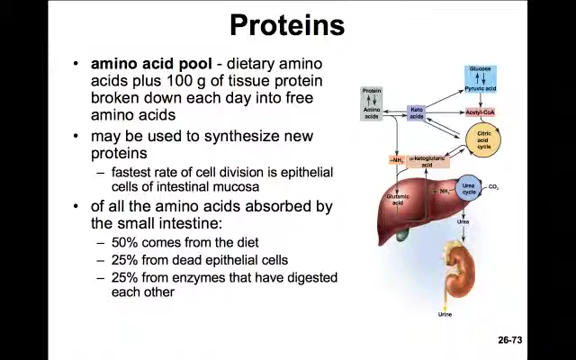 Proteins
• amino acid pool - dietary amino
acids plus 100 g of tissue protein
broken down each day into free
amino acids
• may be used to synthesize new
proteins
– fastest rate of cell division is epithelial
cells of intestinal mucosa
• of all the amino acids absorbed by
the small intestine:
– 50% comes from the diet
– 25% from dead epithelial cells
– 25% from enzymes that have digested
each other
Glucose
Pyruvic acid
Protein
Amino
acids
Keto
acids
Acetyl-CoA
Citric
acid
cycle
–NH₂
α-ketoglutaric
acid
Glutamic
acid
NH₃
Urea
cycle
CO₂
Urea
Urine
26-73